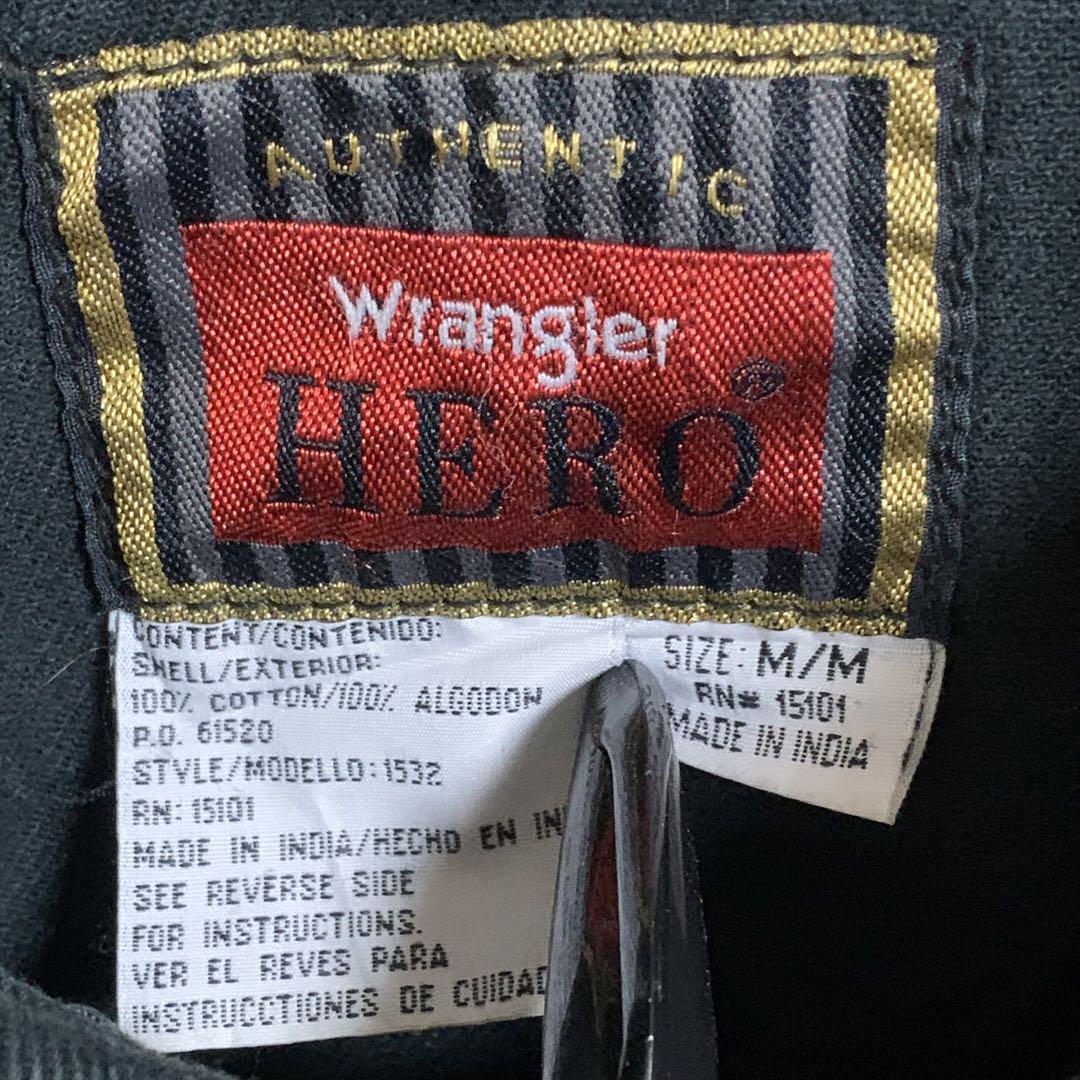 AUTHENTIC
Wrangler
HERO®
CONTENT/CONTENIDO:
SHELL/EXTERIOR:
100% COTTON/100% ALGODON
P.O. 61520
STYLE/MODELLO:1532
RN: 15101
MADE IN INDIA/HECHO EN
SEE REVERSE SIDE
FOR INSTRUCTIONS.
VER EL REVES PARA
INSTRUCCTIONES DE
SIZE: M/M
RN# 15101
MADE IN INDIA